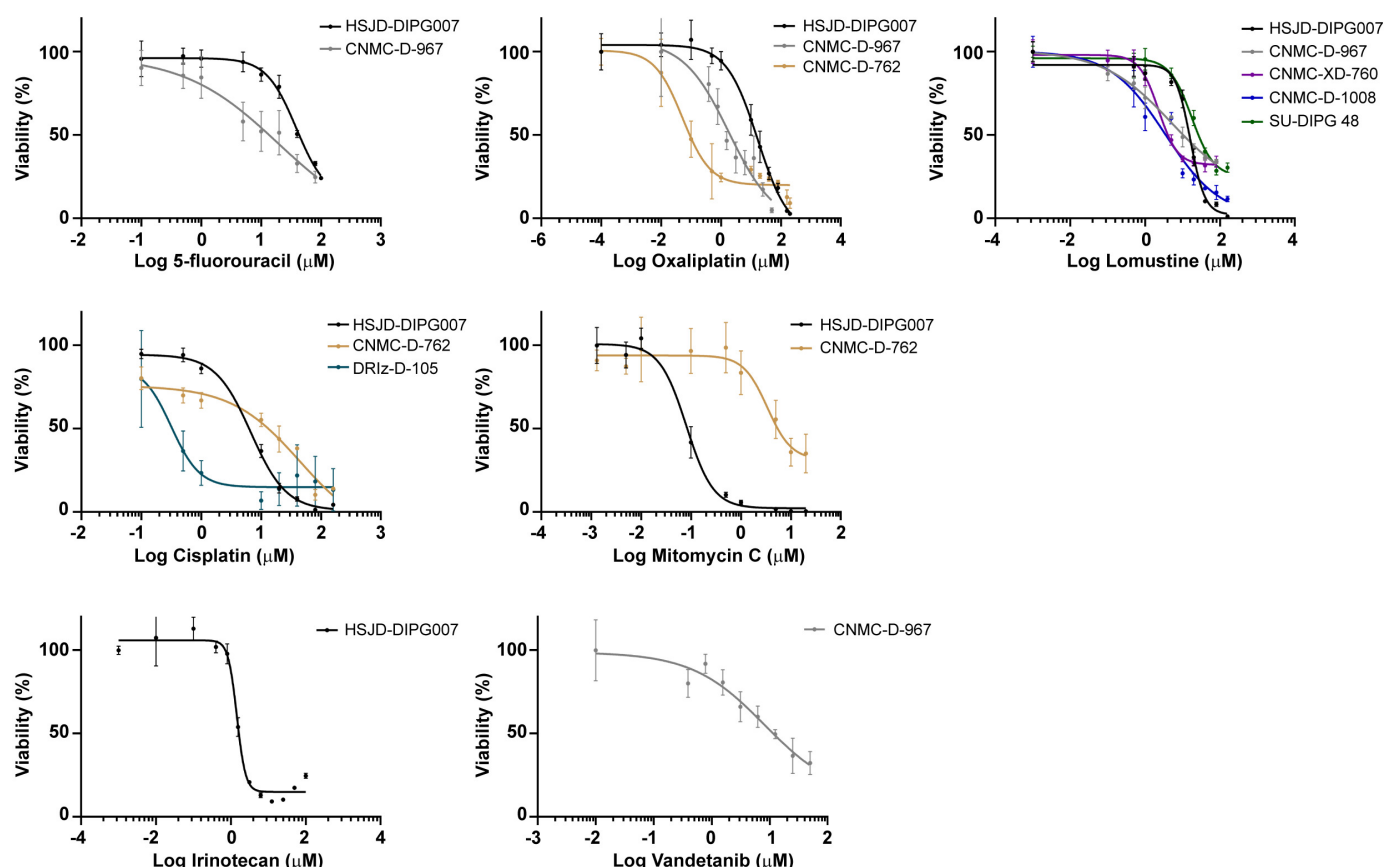 HSJD-DIPG007
CNMC-D-967
Viability (%)
100
50
0
-2 -1 0 1 2 3
Log 5-fluorouracil (μM)
HSJD-DIPG007
CNMC-D-967
CNMC-D-762
Viability (%)
100
50
0
-6 -4 -2 0 2 4
Log Oxaliplatin (μM)
HSJD-DIPG007
CNMC-D-967
CNMC-XD-760
CNMC-D-1008
SU-DIPG 48
Viability (%)
100
50
0
-4 -2 0 2 4
Log Lomustine (μM)
HSJD-DIPG007
CNMC-D-762
DRIz-D-105
Viability (%)
100
50
0
-2 -1 0 1 2 3
Log Cisplatin (μM)
HSJD-DIPG007
CNMC-D-762
Viability (%)
100
50
0
-4 -3 -2 -1 0 1 2
Log Mitomycin C (μM)
HSJD-DIPG007
Viability (%)
100
50
0
-4 -2 0 2 4
Log Irinotecan (μM)
CNMC-D-967
Viability (%)
100
50
0
-3 -2 -1 0 1 2
Log Vandetanib (μM)